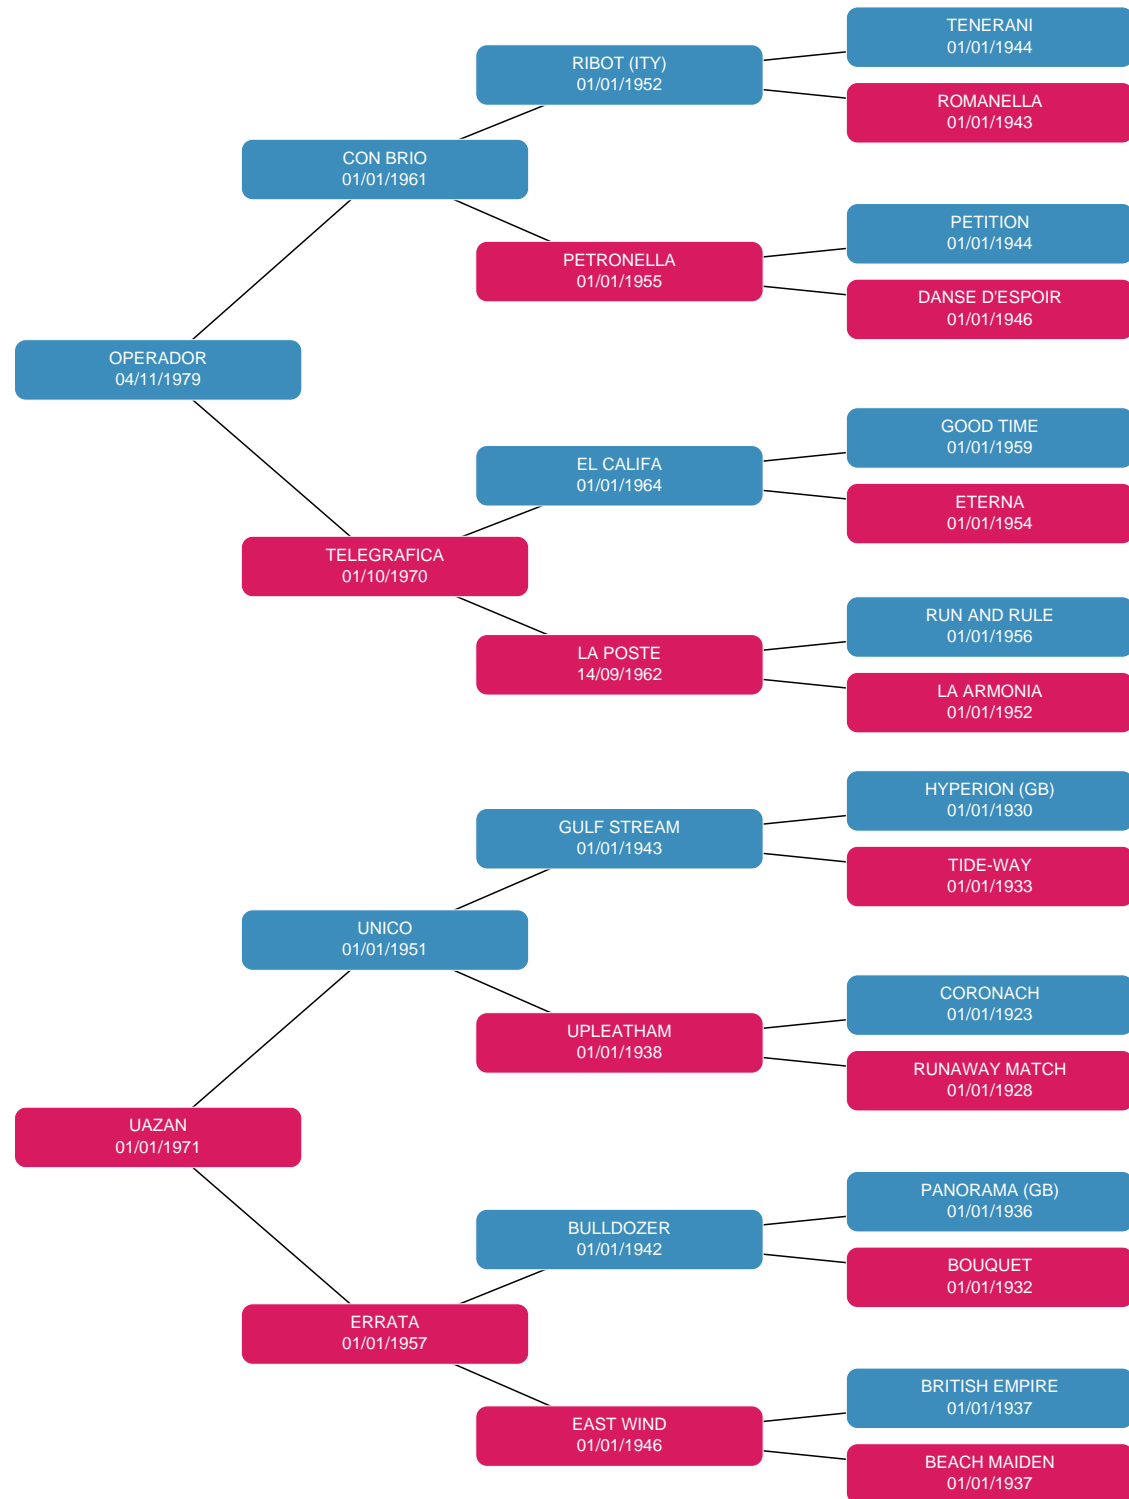 TENERANI
01/01/1944
RIBOT (ITY)
01/01/1952
ROMANELLA
01/01/1943
CON BRIO
01/01/1961
PETITION
01/01/1944
PETRONELLA
01/01/1955
DANSE D'ESPOIR
01/01/1946
OPERADOR
04/11/1979
GOOD TIME
01/01/1959
EL CALIFA
01/01/1964
ETERNA
01/01/1954
TELEGRAFICA
01/10/1970
RUN AND RULE
01/01/1956
LA POSTE
14/09/1962
LA ARMONIA
01/01/1952
HYPERION (GB)
01/01/1930
GULF STREAM
01/01/1943
TIDE-WAY
01/01/1933
UNICO
01/01/1951
CORONACH
01/01/1923
UPLEATHAM
01/01/1938
RUNAWAY MATCH
01/01/1928
UAZAN
01/01/1971
PANORAMA (GB)
01/01/1936
BULLDOZER
01/01/1942
BOUQUET
01/01/1932
ERRATA
01/01/1957
BRITISH EMPIRE
01/01/1937
EAST WIND
01/01/1946
BEACH MAIDEN
01/01/1937